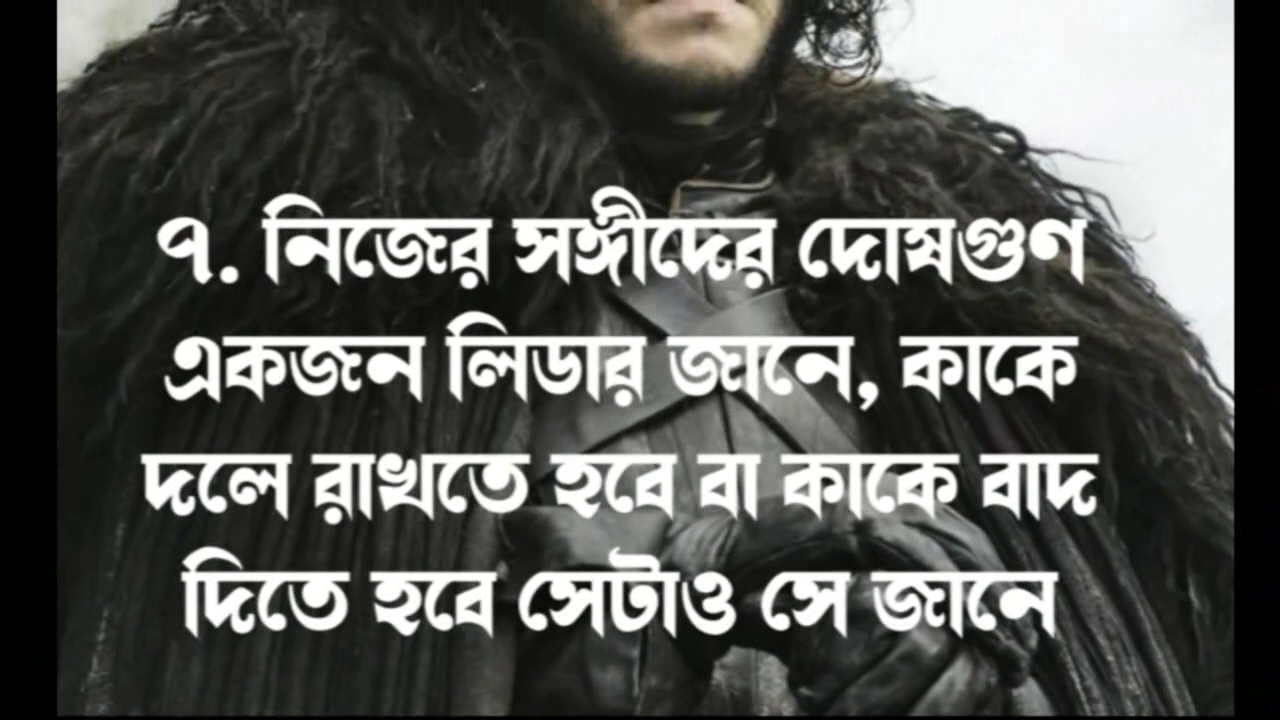 ৭. নিজের সঙ্গীদের দোষগুণ
একজন লিডার জানে, কাকে
দলে রাখতে হবে বা কাকে বাদ
দিতে হবে সেটাও সে জানে